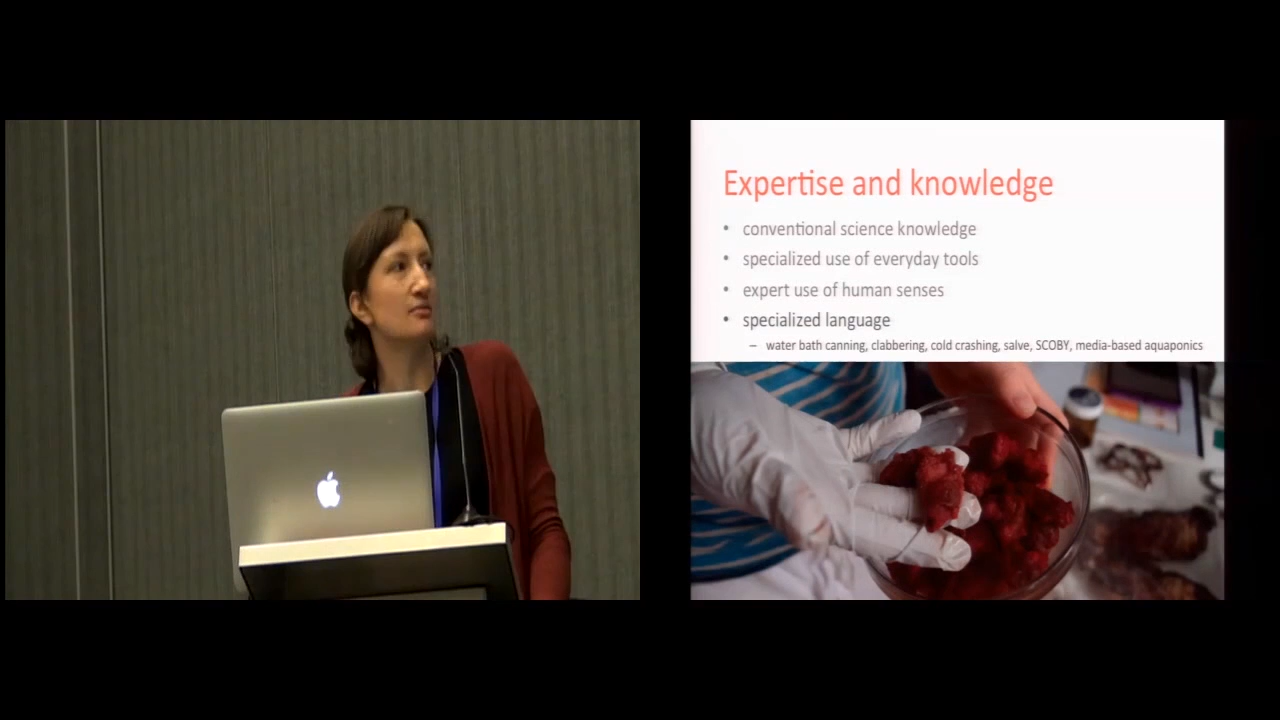 Expertise and knowledge
• conventional science knowledge
• specialized use of everyday tools
• expert use of human senses
• specialized language
– water bath canning, clabbering, cold crashing, salve, SCOBY, media-based aquaponics